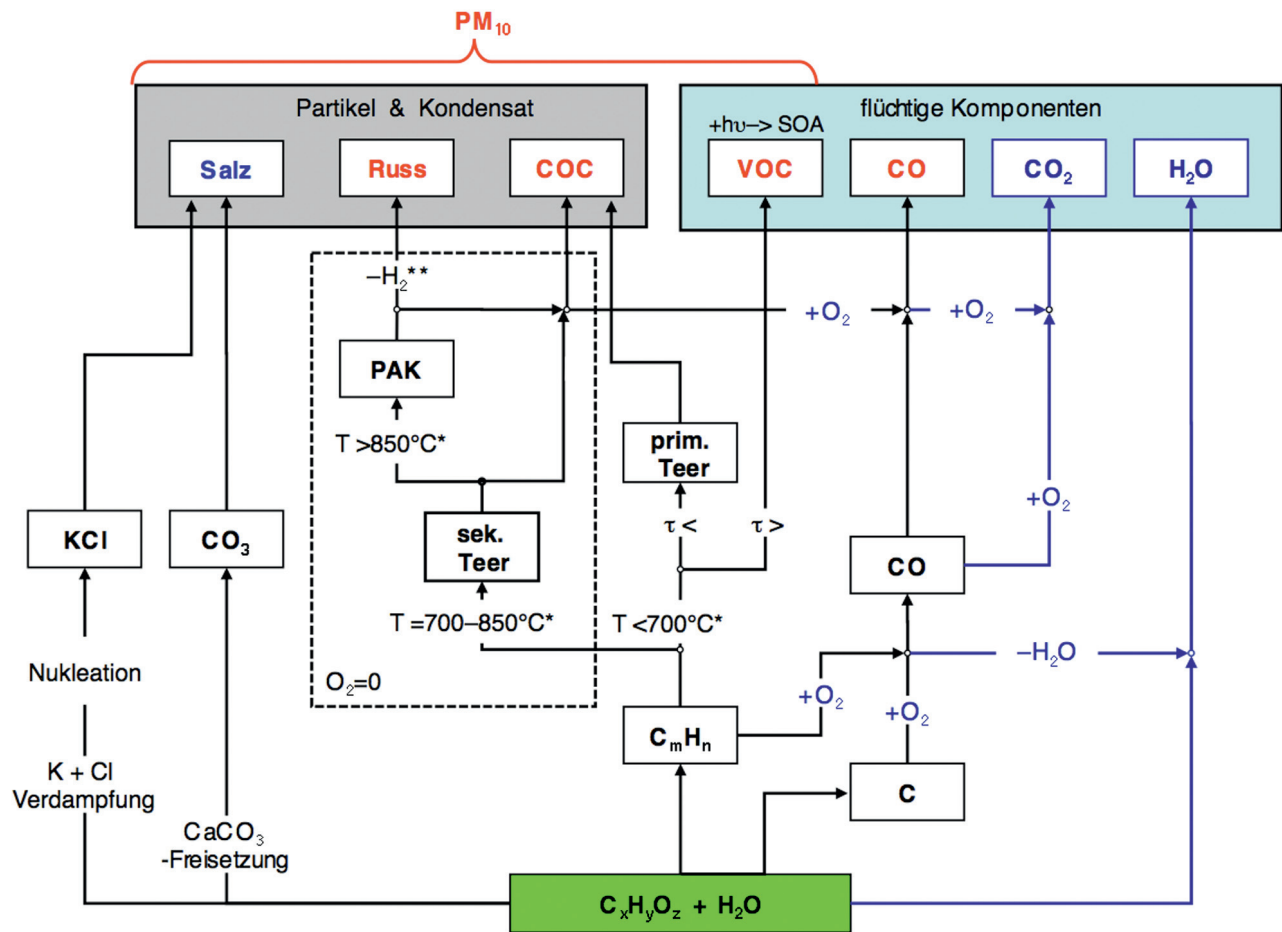 PM₁₀
Partikel & Kondensat
flüchtige Komponenten
+hυ–> SOA
Salz
Russ
COC
VOC
CO
CO₂
H₂O
–H₂**
+O₂
+O₂
PAK
T >850°C*
prim.
Teer
+O₂
KCl
CO₃
sek.
Teer
τ <
τ >
CO
T =700–850°C*
T <700°C*
–H₂O
Nukleation
O₂=0
+O₂
+O₂
CₘHₙ
K + Cl
Verdampfung
C
CaCO₃
-Freisetzung
CₓHᵧO𝓏 + H₂O